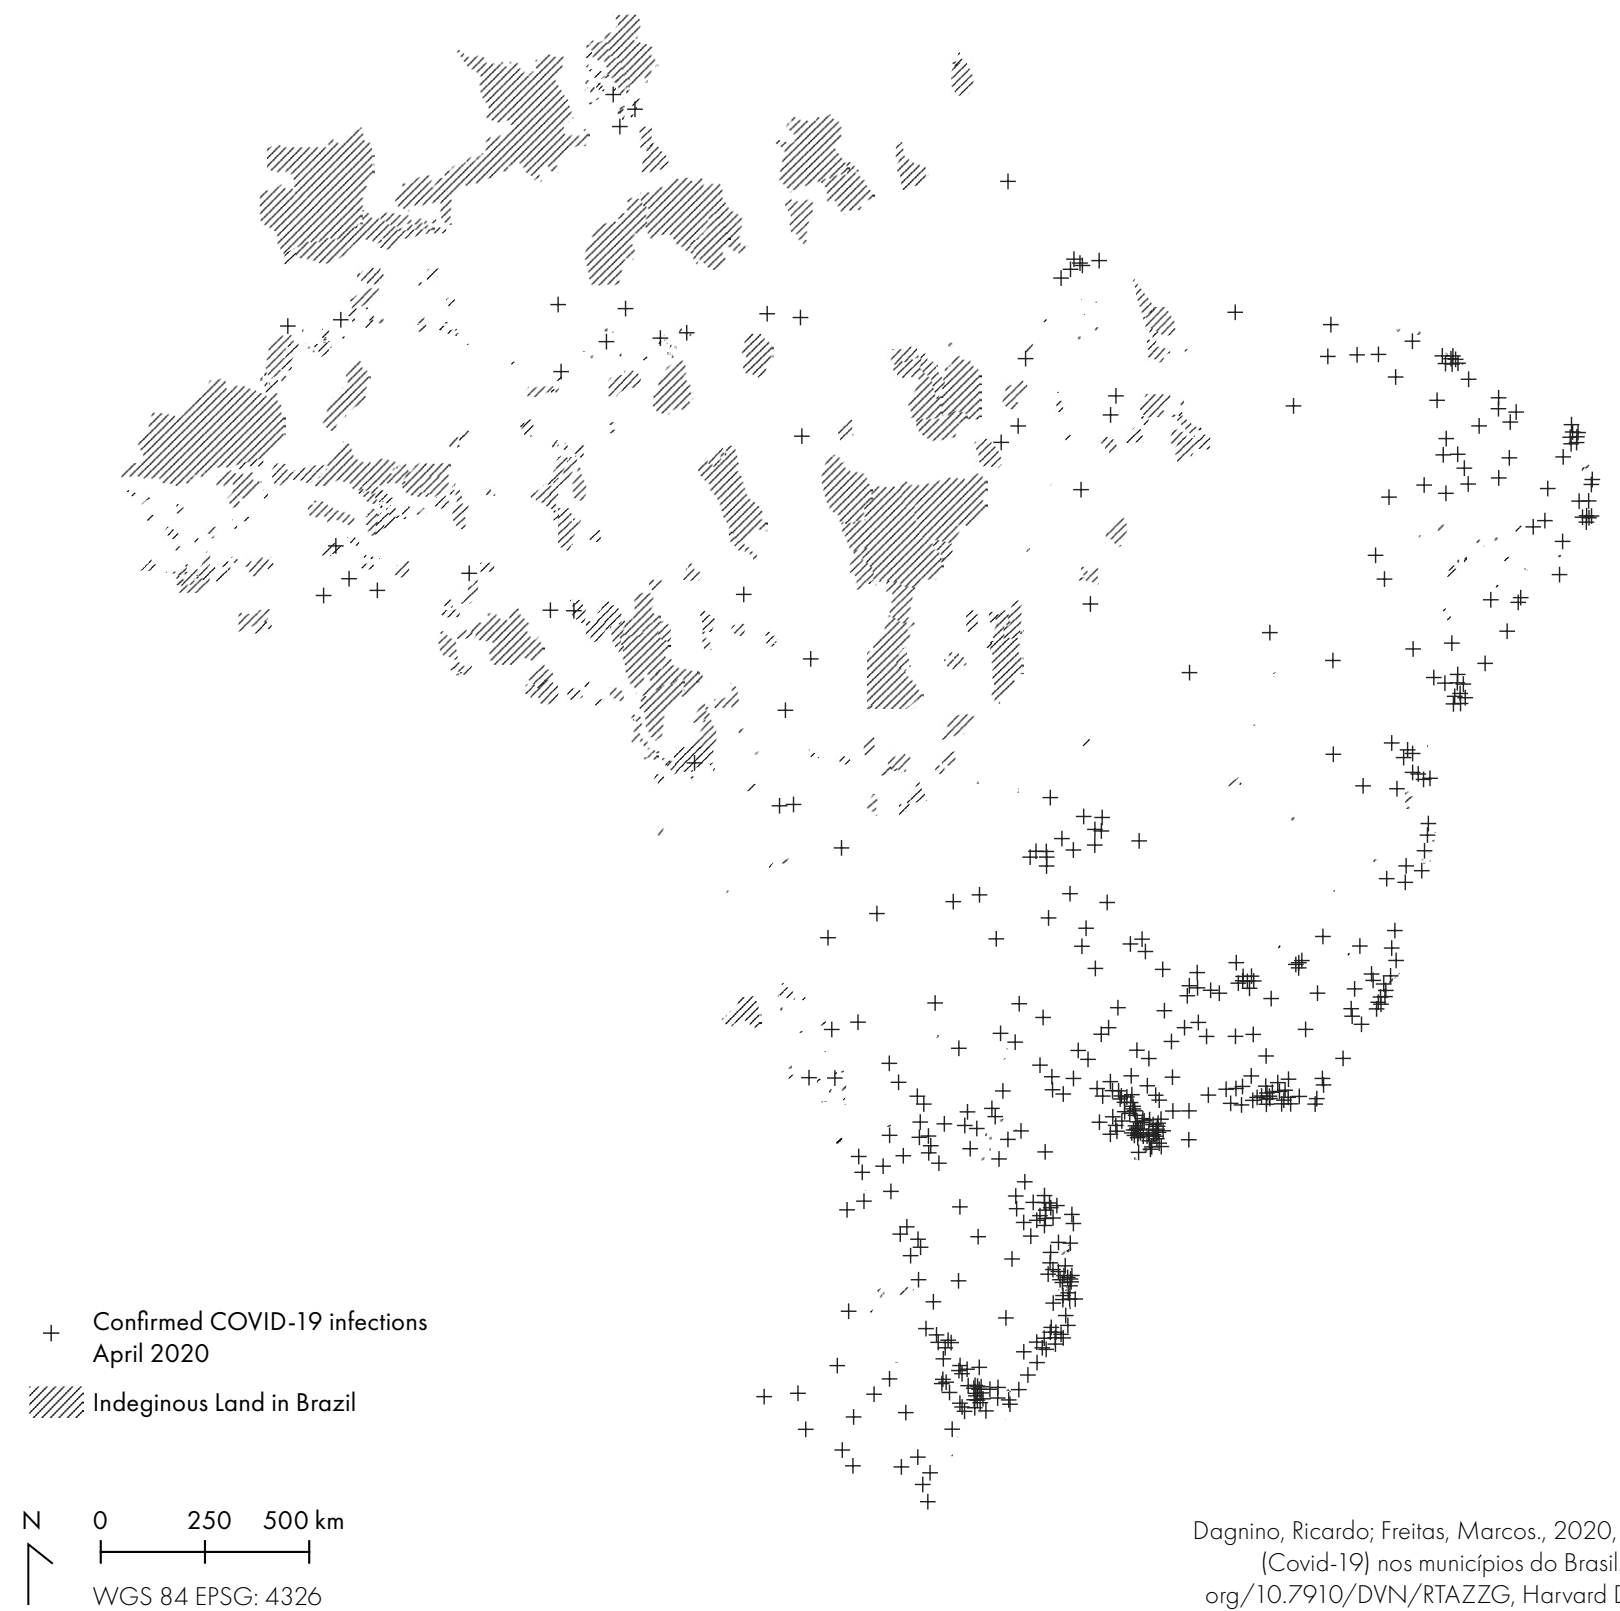 Confirmed COVID-19 infections
April 2020
Indeginous Land in Brazil
N
0 250 500 km
WGS 84 EPSG: 4326
Dagnino, Ricardo; Freitas, Marcos., 2020,
(Covid-19) nos municípios do Brasil
org/10.7910/DVN/RTAZZG, Harvard